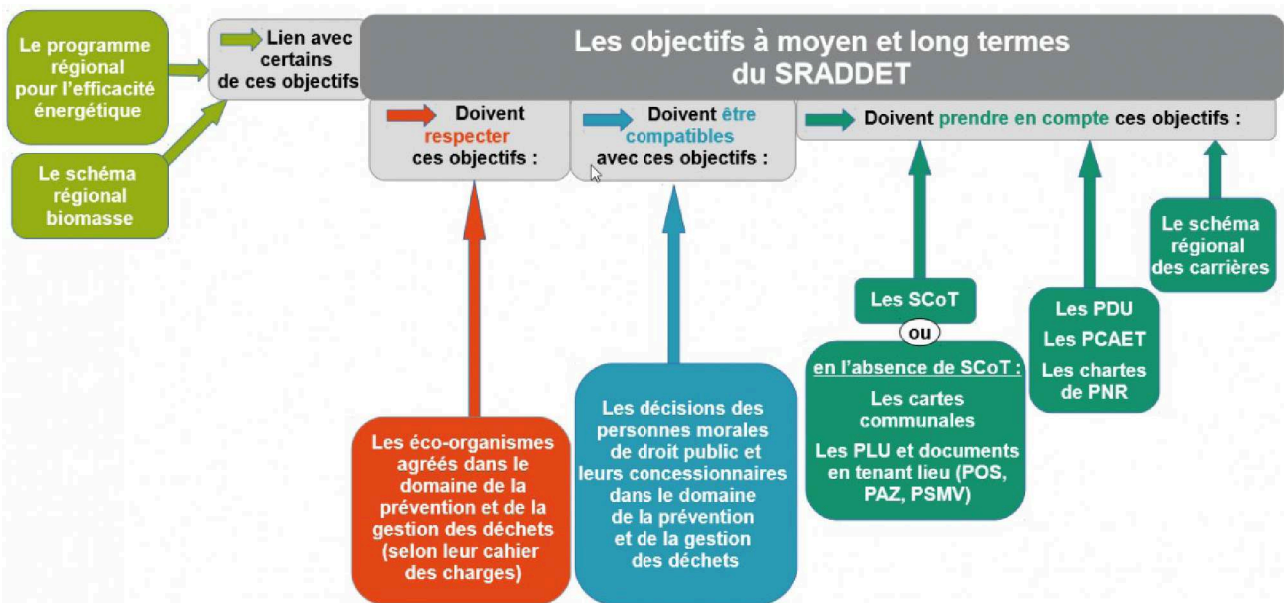 Le programme
régional
pour l'efficacité
énergétique
Le schéma
régional
biomasse
Lien avec
certains
de ces objectifs
Les objectifs à moyen et long termes
du SRADDET
Doivent
respecter
ces objectifs :
Doivent être
compatibles
avec ces objectifs :
Doivent prendre en compte ces objectifs :
Les éco-organismes
agréés dans le
domaine de la
prévention et de la
gestion des déchets
(selon leur cahier
des charges)
Les décisions des
personnes morales
de droit public et
leurs concessionnaires
dans le domaine
de la prévention
et de la gestion
des déchets
Les SCoT
ou
en l'absence de SCoT :
Les cartes
communales
Les PLU et documents
en tenant lieu (POS,
PAZ, PSMV)
Les PDU
Les PCAET
Les chartes
de PNR
Le schéma
régional
des carrières